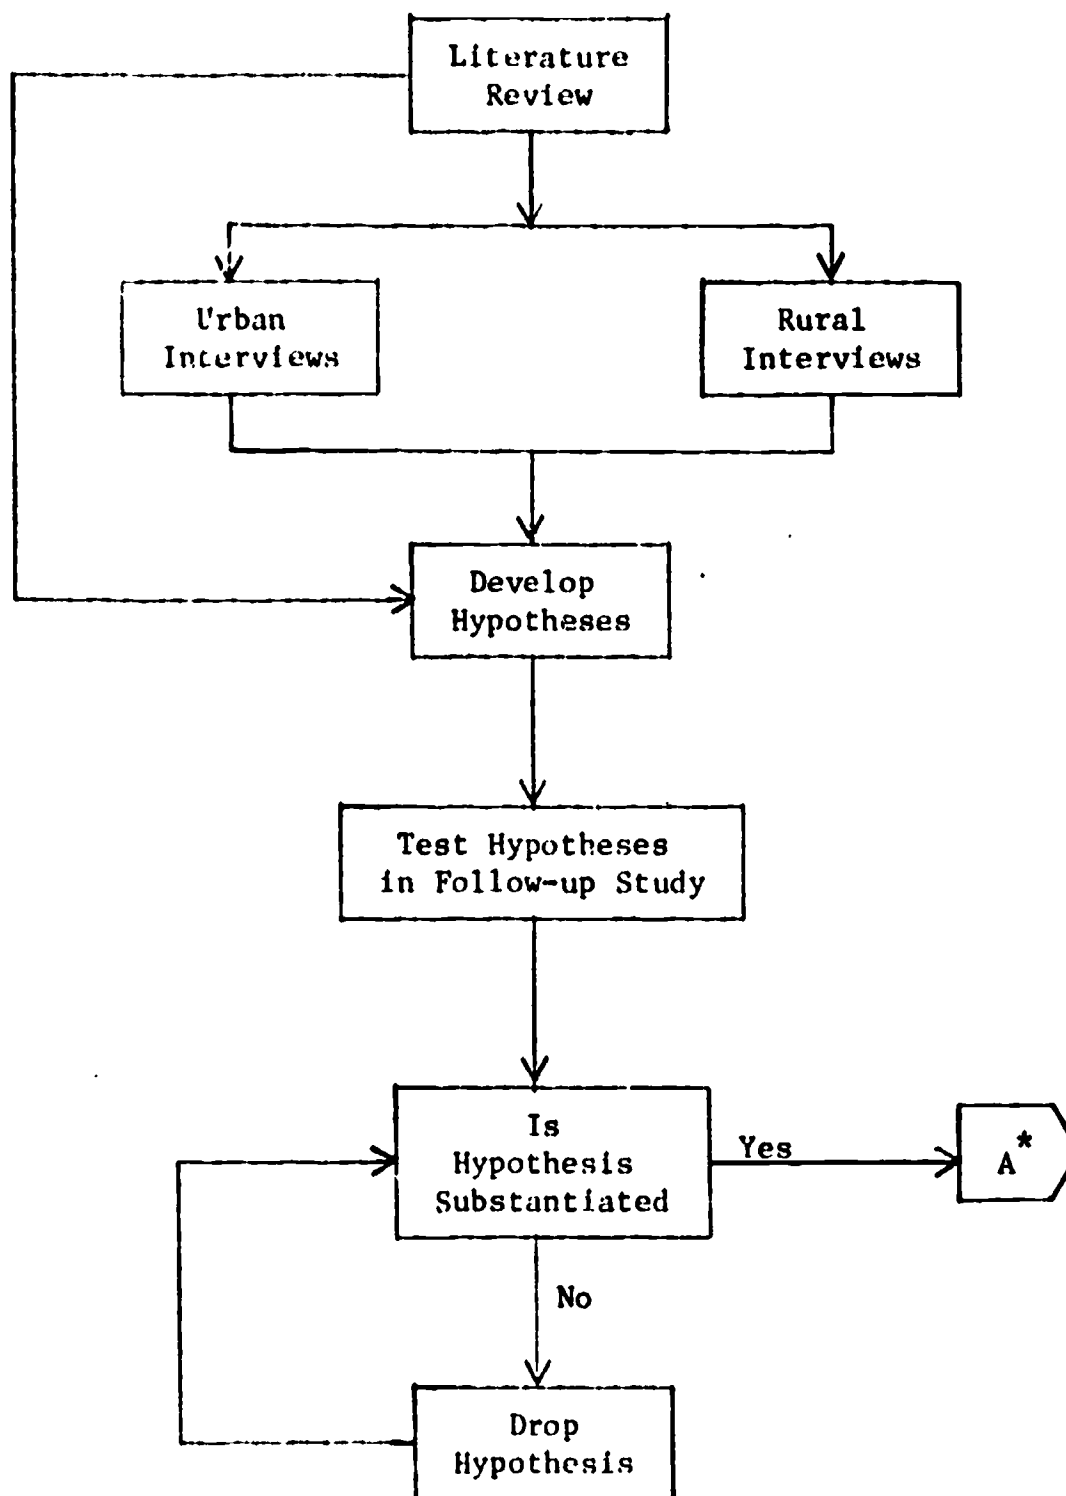 Literature
Review
Urban
Interviews
Rural
Interviews
Develop
Hypotheses
Test Hypotheses
in Follow-up Study
Is
Hypothesis
Substantiated
Yes
A*
No
Drop
Hypothesis